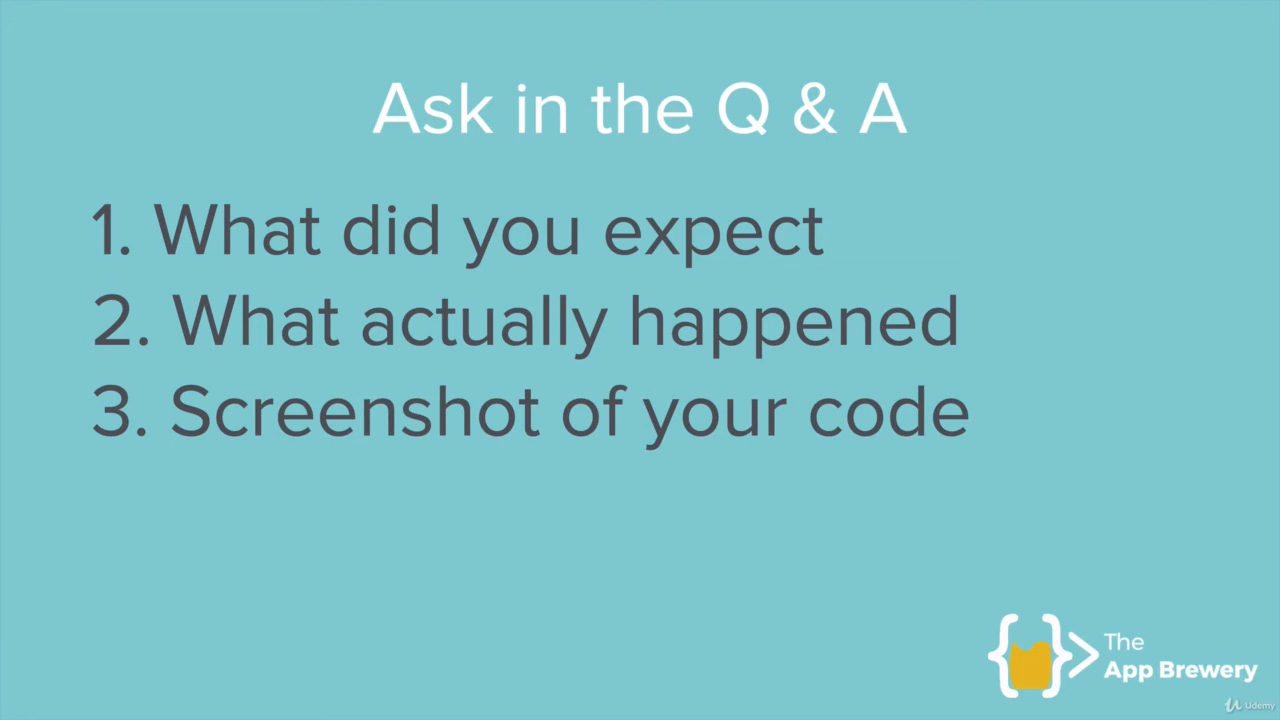 Ask in the Q & A
1. What did you expect
2. What actually happened
3. Screenshot of your code
The
App Brewery
Udemy